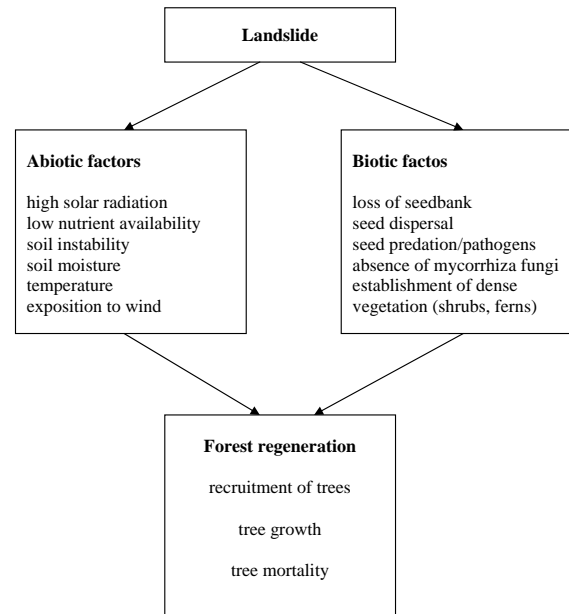 Landslide
Abiotic factors
high solar radiation
low nutrient availability
soil instability
soil moisture
temperature
exposition to wind
Biotic factos
loss of seedbank
seed dispersal
seed predation/pathogens
absence of mycorrhiza fungi
establishment of dense
vegetation (shrubs, ferns)
Forest regeneration
recruitment of trees
tree growth
tree mortality